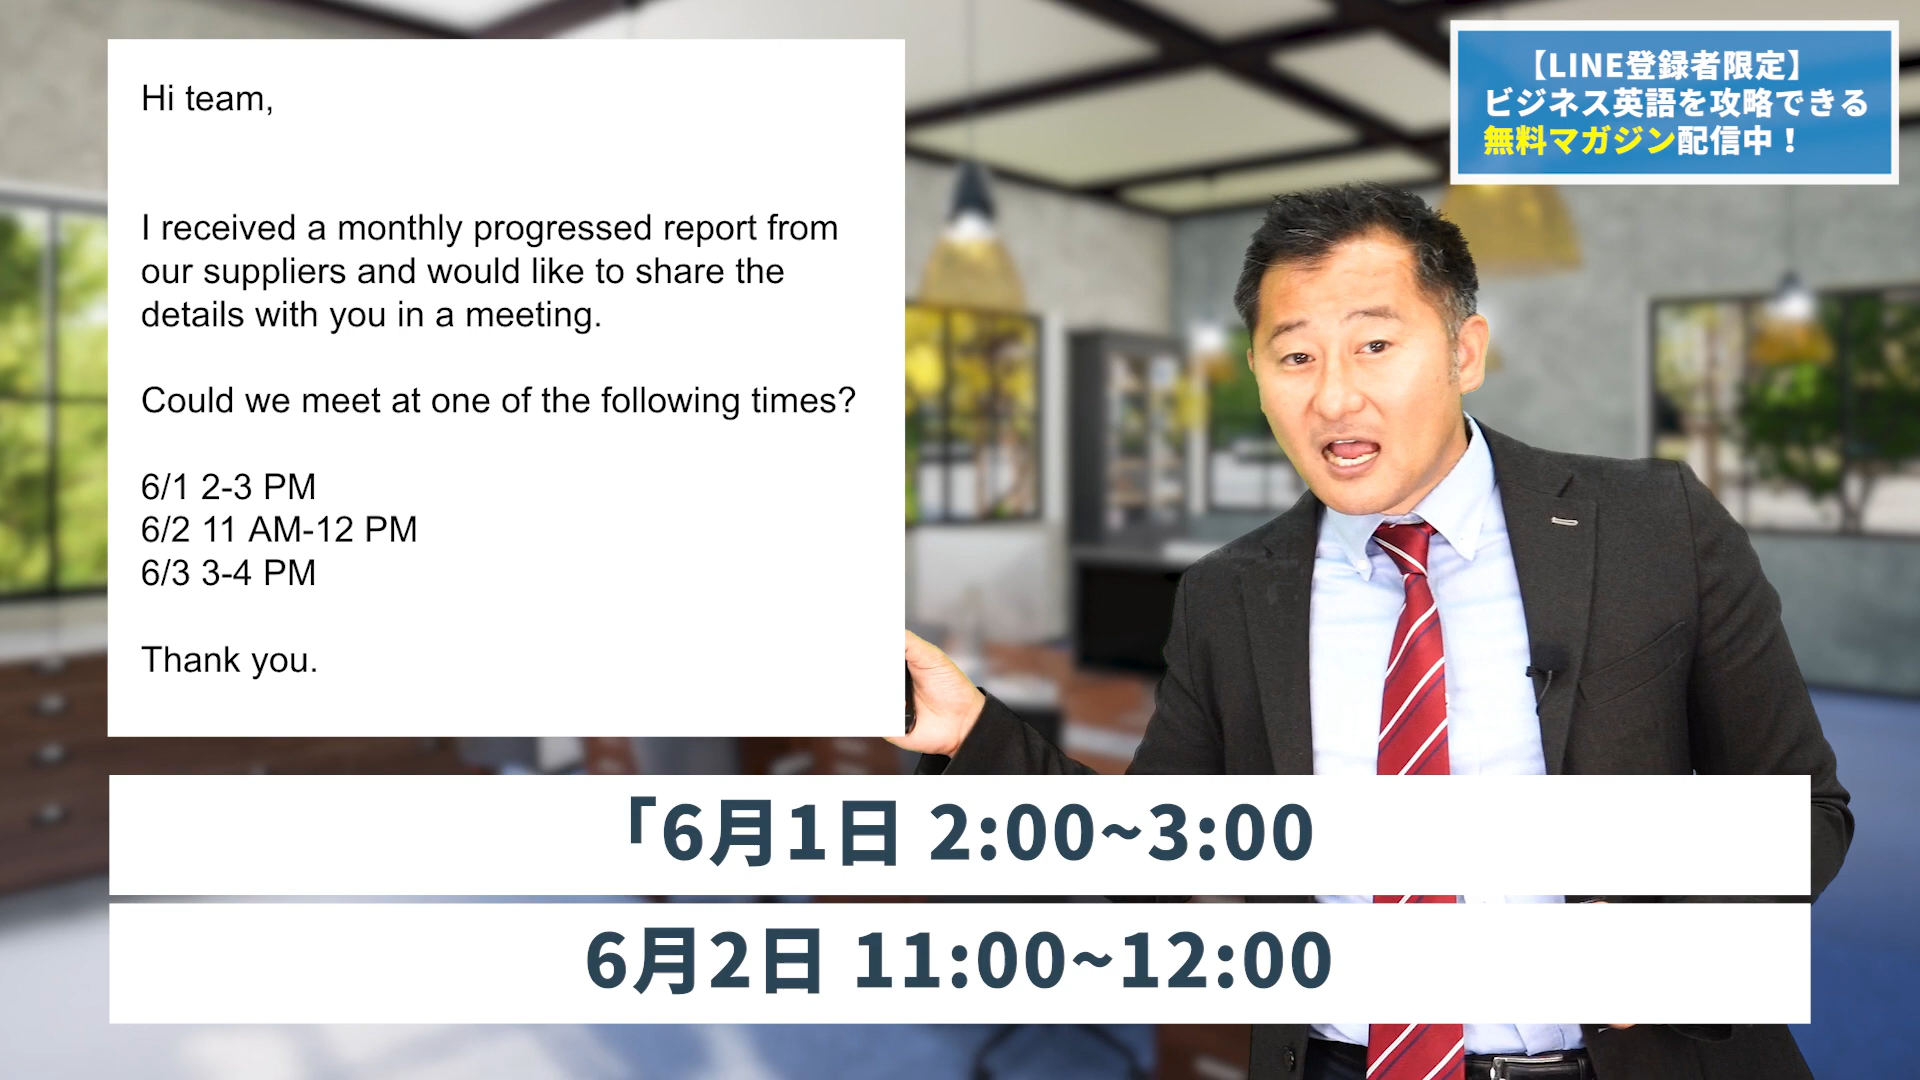 Hi team,
I received a monthly progressed report from
our suppliers and would like to share the
details with you in a meeting.
Could we meet at one of the following times?
6/1 2-3 PM
6/2 11 AM-12 PM
6/3 3-4 PM
Thank you.
【LINE登録者限定】
ビジネス英語を攻略できる
無料マガジン配信中！
「6月1日 2:00~3:00
6月2日 11:00~12:00